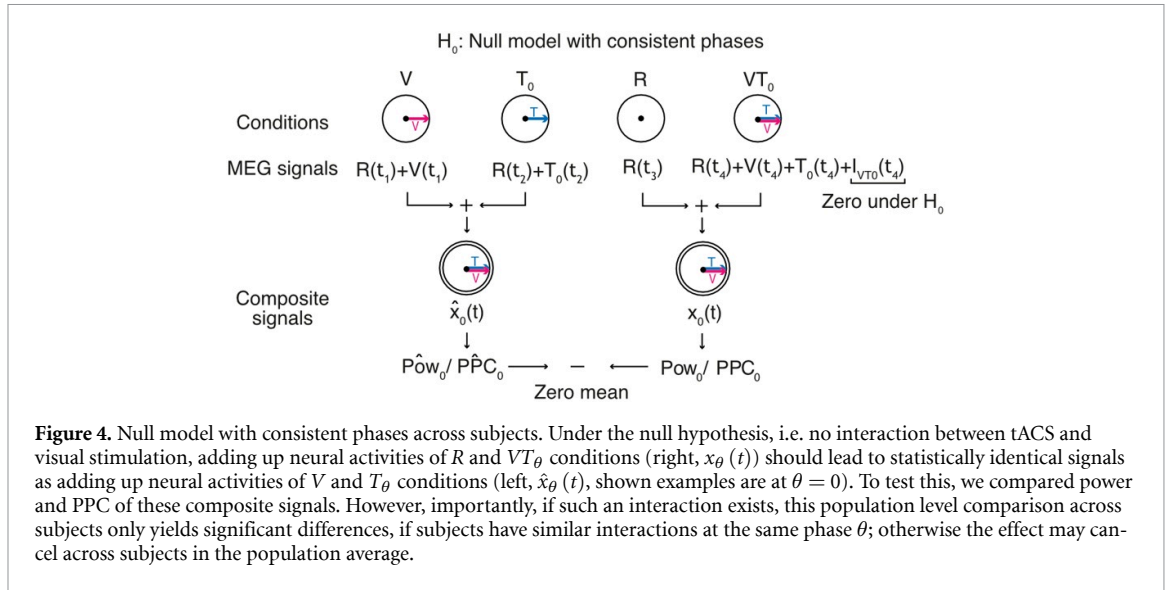 H₀: Null model with consistent phases
V T₀ R VT₀
Conditions V T T V
MEG signals R(t₁)+V(t₁) R(t₂)+T₀(t₂) R(t₃) R(t₄)+V(t₄)+T₀(t₄)+I_VT0(t₄)
+ + Zero under H₀
T V T V
Composite
signals
x̂₀(t) x₀(t)
Pôw₀/ PP̂C₀ → − ← Pow₀/ PPC₀
Zero mean
Figure 4. Null model with consistent phases across subjects. Under the null hypothesis, i.e. no interaction between tACS and
visual stimulation, adding up neural activities of R and VTθ conditions (right, xθ (t)) should lead to statistically identical signals
as adding up neural activities of V and Tθ conditions (left, x̂θ (t), shown examples are at θ = 0). To test this, we compared power
and PPC of these composite signals. However, importantly, if such an interaction exists, this population level comparison across
subjects only yields significant differences, if subjects have similar interactions at the same phase θ; otherwise the effect may can-
cel across subjects in the population average.